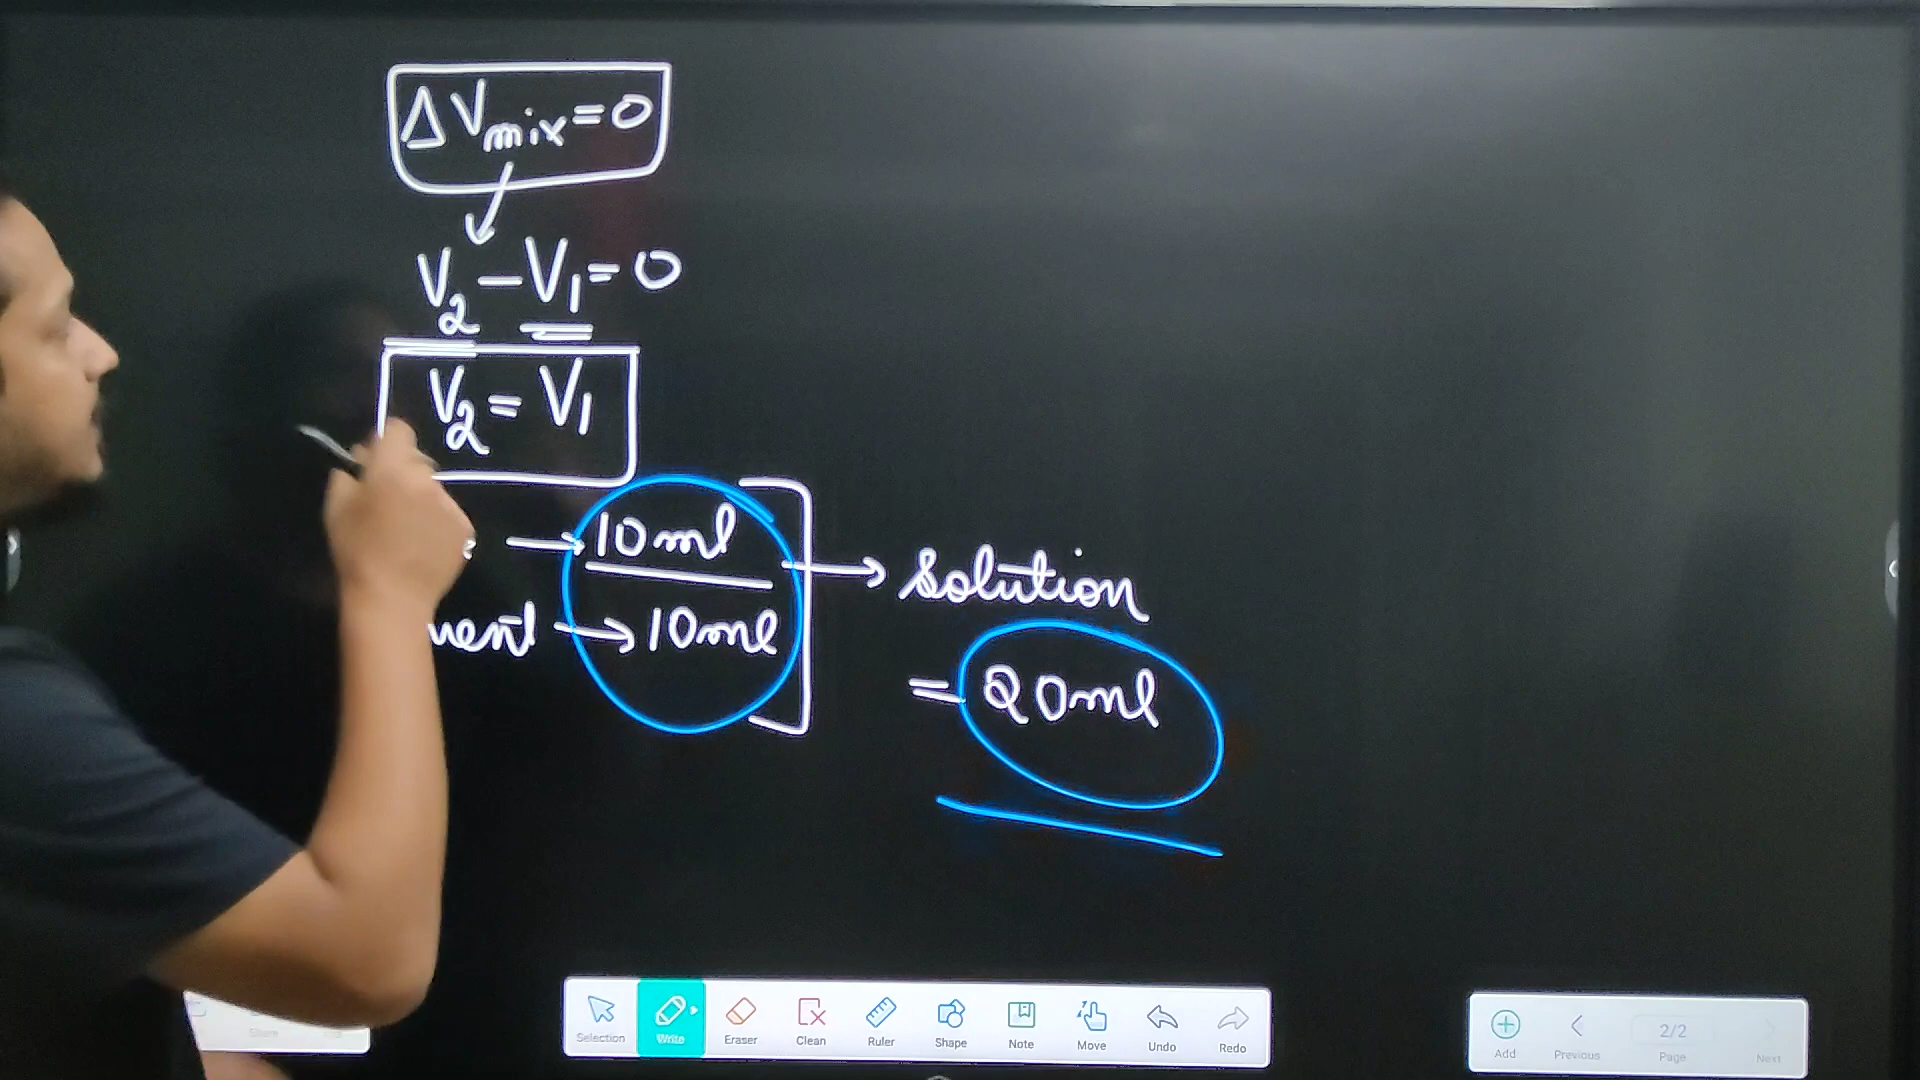 ΔVmix=0
V2-V1=0
V2=V1
→10ml
→10ml
→ Solution
=20ml
Selection
Write
Eraser
Clean
Ruler
Shape
Note
Move
Undo
Redo
Add
Previous
2/2
Page
Next